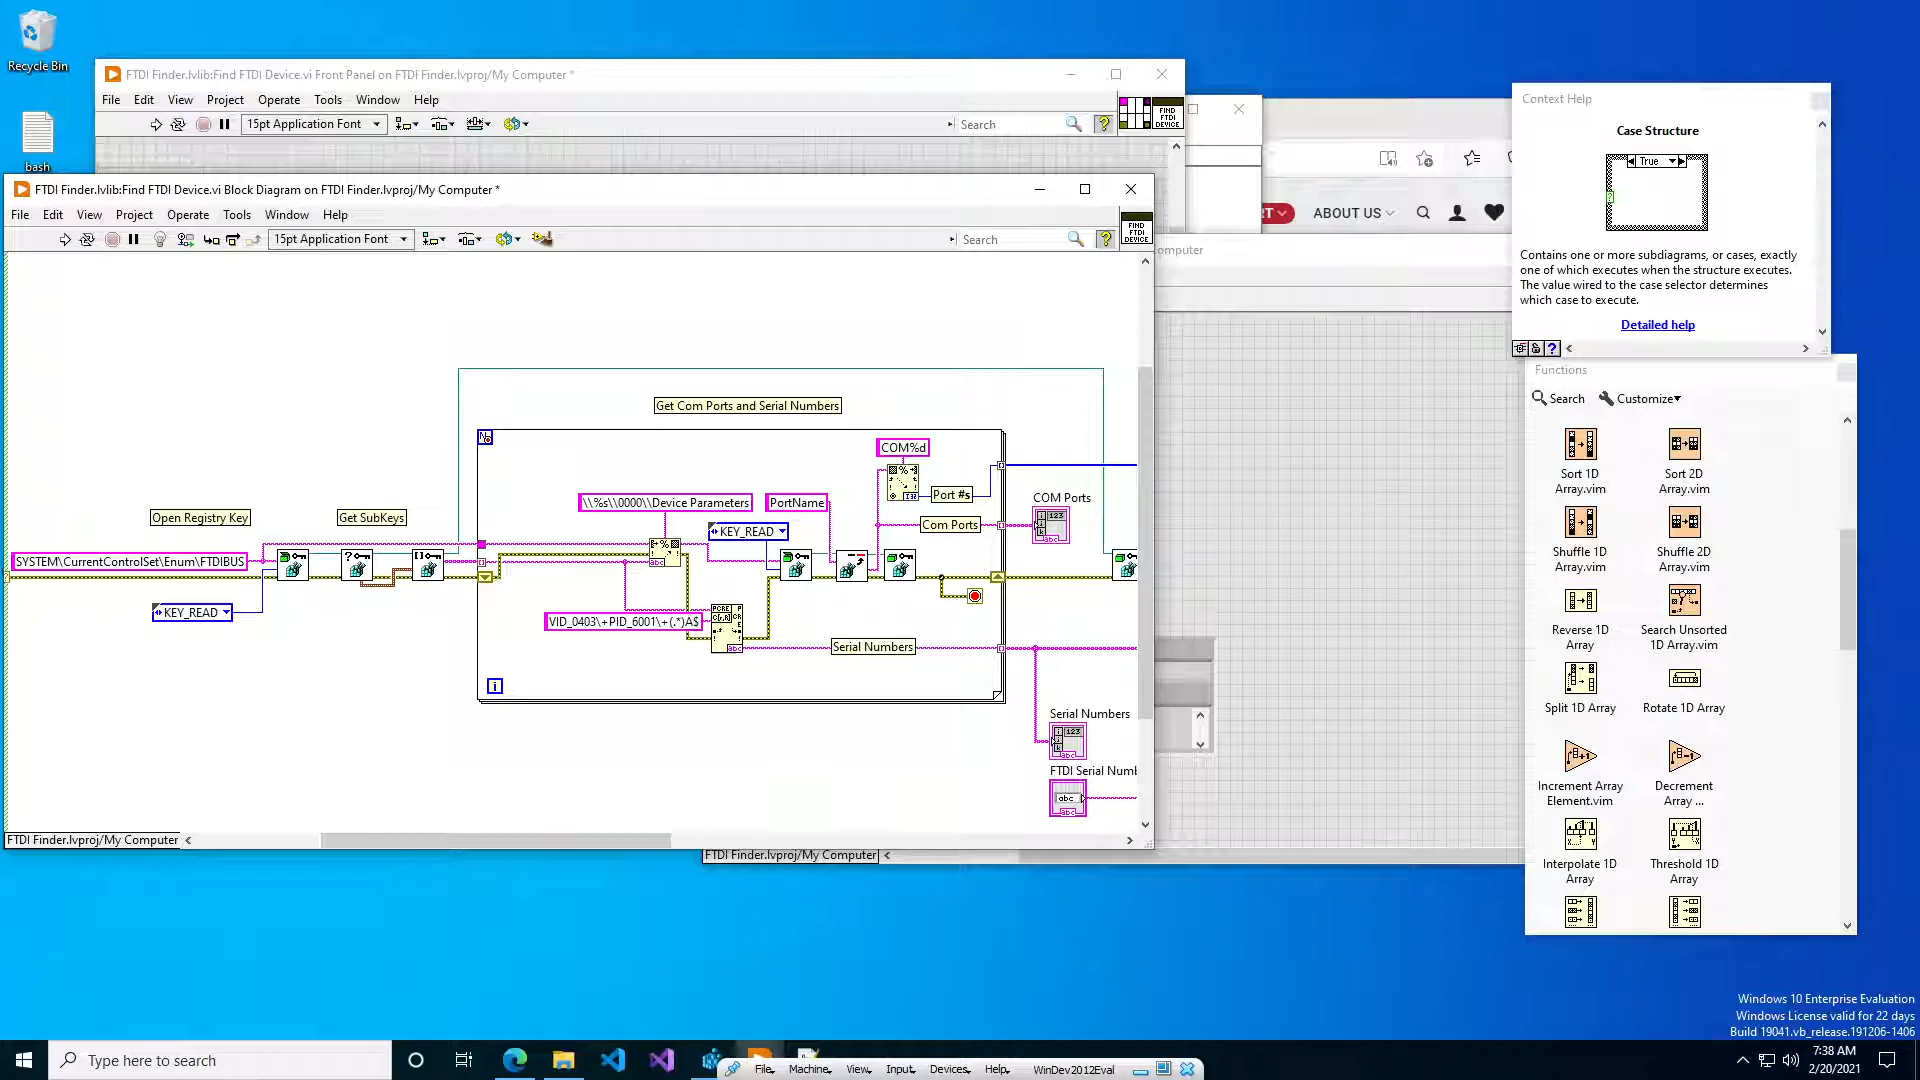 Recycle Bin
bash
FTDI Finder.lvlib:Find FTDI Device.vi Front Panel on FTDI Finder.lvproj/My Computer *
File Edit View Project Operate Tools Window Help
15pt Application Font
Search
FIND
FTDI
DEVICE
FTDI Finder.lvlib:Find FTDI Device.vi Block Diagram on FTDI Finder.lvproj/My Computer *
File Edit View Project Operate Tools Window Help
15pt Application Font
Search
FIND
FTDI
DEVICE
Get Com Ports and Serial Numbers
COM%d
Port #s
\\%s\\0000\\Device Parameters
PortName
COM Ports
Open Registry Key
Get SubKeys
KEY_READ
Com Ports
SYSTEM\CurrentControlSet\Enum\FTDIBUS
KEY_READ
VID_0403\+PID_6001\+(.*)A$
Serial Numbers
i
Serial Numbers
FTDI Serial Numb
FTDI Finder.lvproj/My Computer
FTDI Finder.lvproj/My Computer
RT
ABOUT US
omputer
Context Help
Case Structure
True
Contains one or more subdiagrams, or cases, exactly
one of which executes when the structure executes.
The value wired to the case selector determines
which case to execute.
Detailed help
Functions
Search Customize
Sort 1D
Array.vim
Sort 2D
Array.vim
Shuffle 1D
Array.vim
Shuffle 2D
Array.vim
Reverse 1D
Array
Search Unsorted
1D Array.vim
Split 1D Array
Rotate 1D Array
Increment Array
Element.vim
Decrement
Array ...
Interpolate 1D
Array
Threshold 1D
Array
Windows 10 Enterprise Evaluation
Windows License valid for 22 days
Build 19041.vb_release.191206-1406
Type here to search
File Machine View Input Devices Help WinDev2012Eval
7:38 AM
2/20/2021